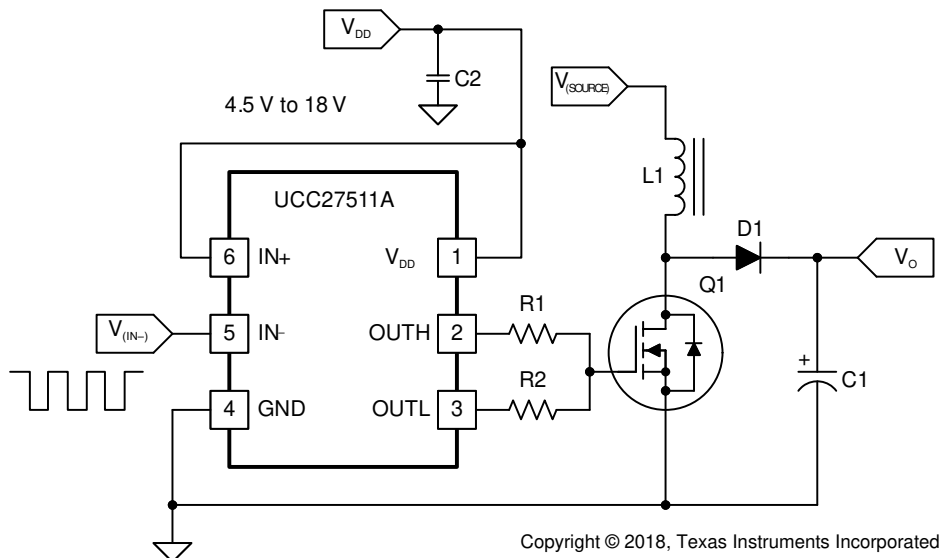 V_DD
C2
4.5 V to 18 V
V_(SOURCE)
L1
UCC27511A
D1
6 IN+
V_DD 1
V_O
Q1
R1
V_(IN–)
5 IN-
OUTH 2
R2
+
C1
4 GND
OUTL 3
Copyright © 2018, Texas Instruments Incorporated